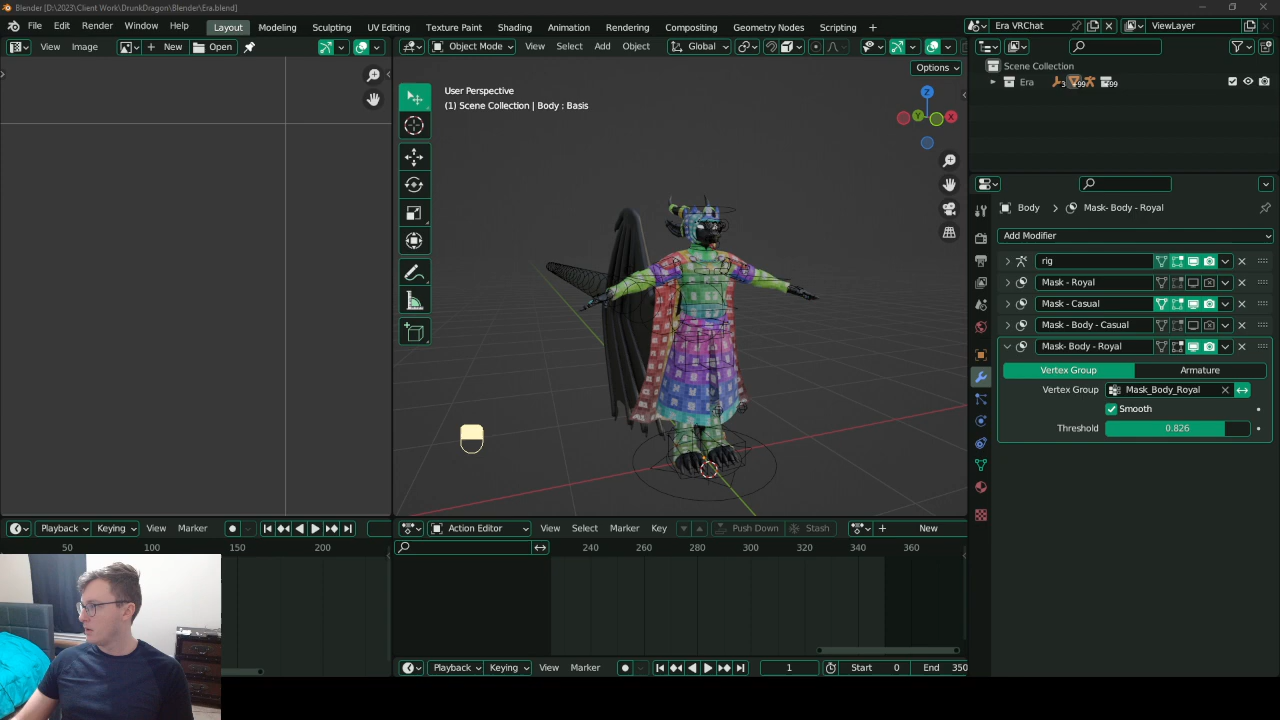 Blender [D:\2023\Client Work\DrunkDragon\Blender\Era.blend]
File Edit Render Window Help Layout Modeling Sculpting UV Editing Texture Paint Shading Animation Rendering Compositing Geometry Nodes Scripting + Era VRChat ViewLayer
View Image New Open Object Mode View Select Add Object Global
Options
User Perspective
(1) Scene Collection | Body : Basis
Z
Y
X
Scene Collection
Era 3 99 99
Body Mask- Body - Royal
Add Modifier
rig
Mask - Royal
Mask - Casual
Mask - Body - Casual
Mask- Body - Royal
Vertex Group Armature
Vertex Group Mask_Body_Royal
Smooth
Threshold 0.826
Playback Keying View Marker Action Editor View Select Marker Key Push Down Stash New
50 100 150 200 240 260 280 300 320 340 360
Playback Keying View Marker 1 Start 0 End 350